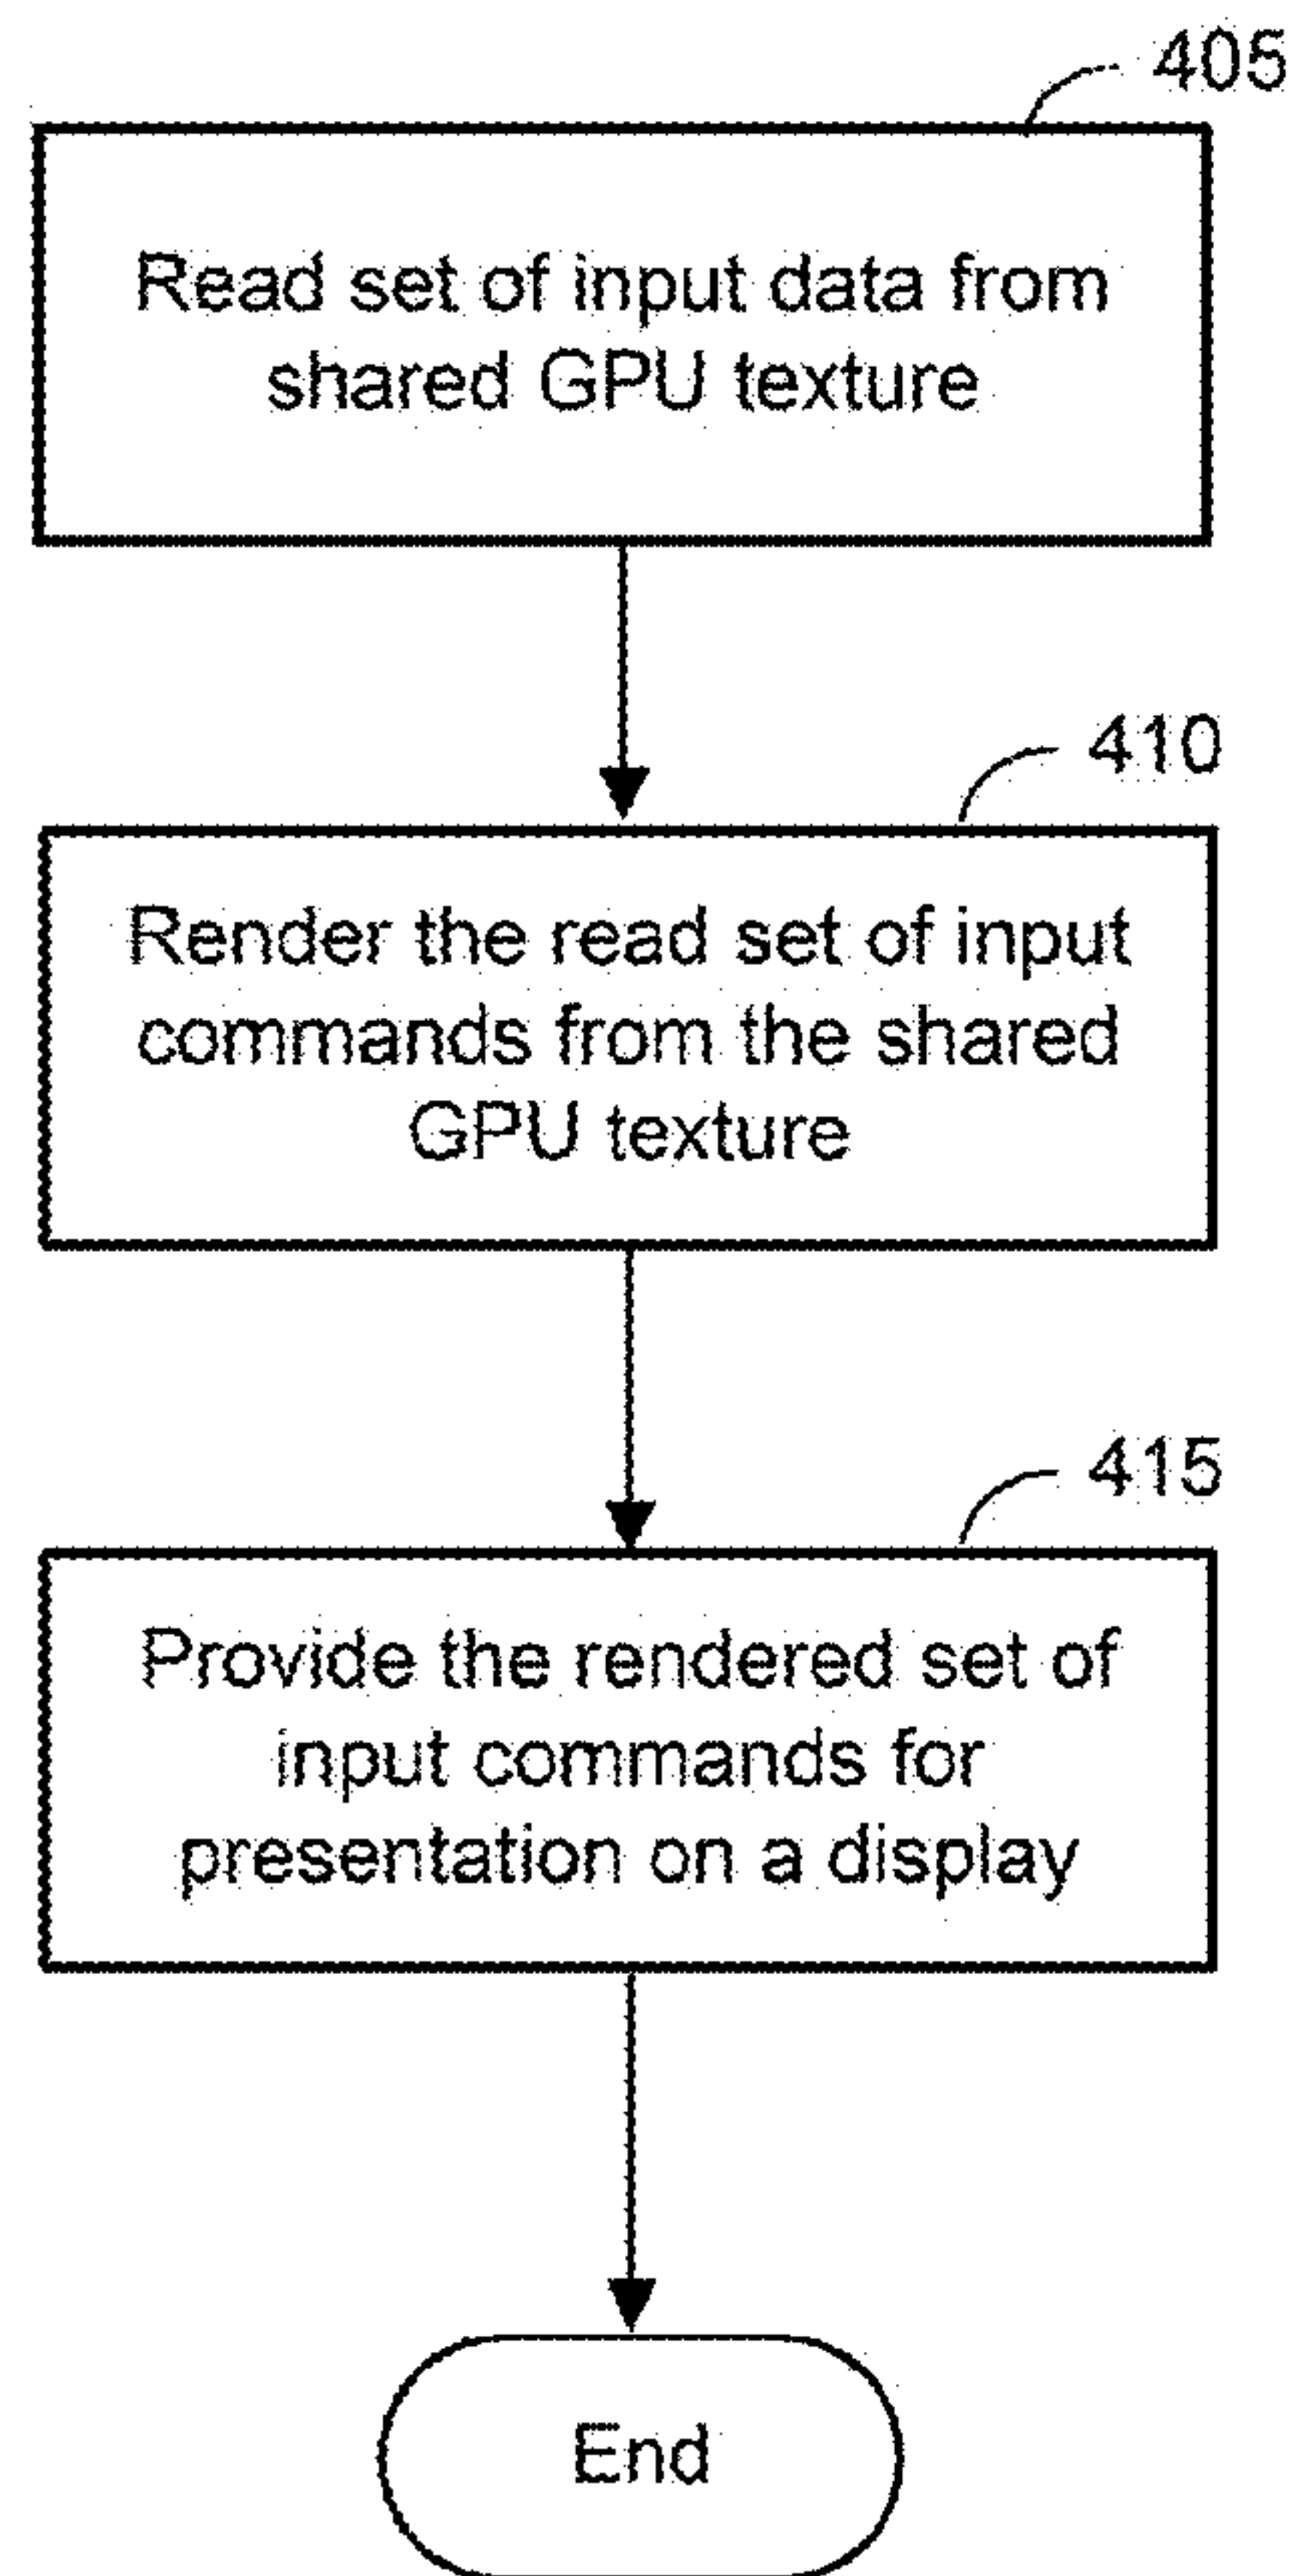 405
Read set of input data from
shared GPU texture
410
Render the read set of input
commands from the shared
GPU texture
415
Provide the rendered set of
input commands for
presentation on a display
End